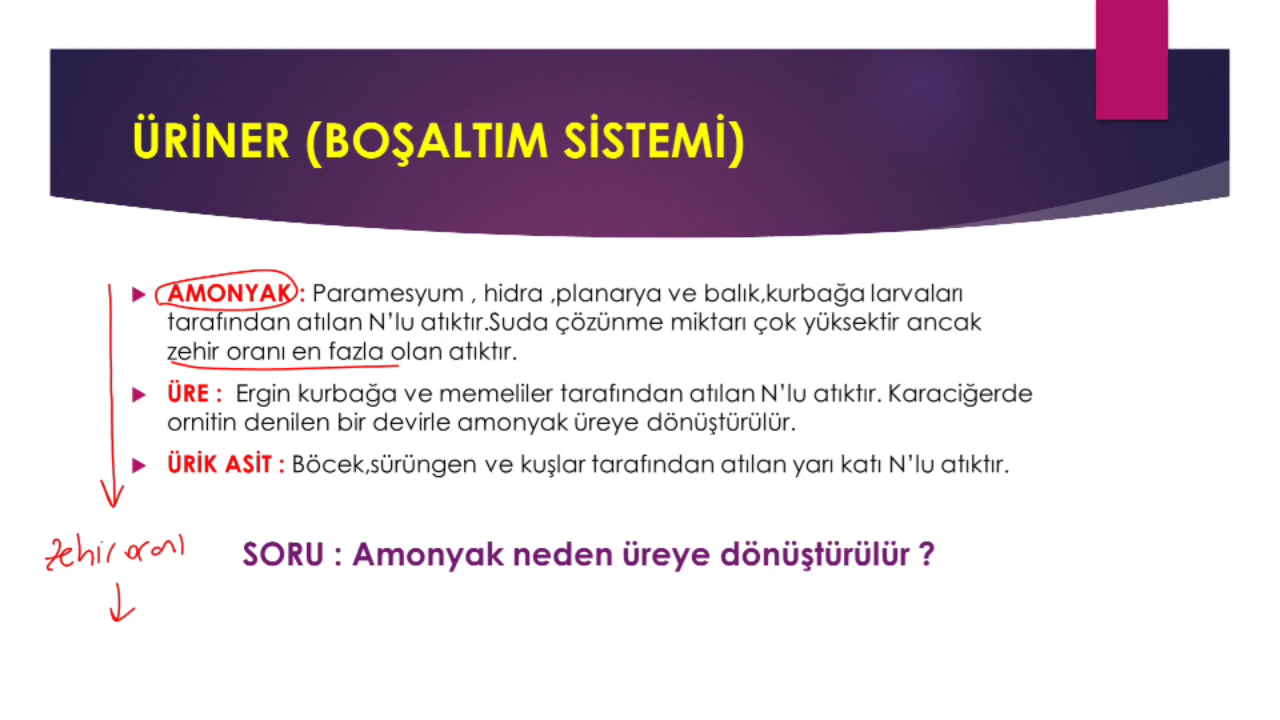 ÜRİNER (BOŞALTIM SİSTEMİ)
AMONYAK : Paramesyum , hidra ,planarya ve balık,kurbağa larvaları
tarafından atılan N'lu atıktır.Suda çözünme miktarı çok yüksektir ancak
zehir oranı en fazla olan atıktır.
ÜRE : Ergin kurbağa ve memeliler tarafından atılan N'lu atıktır. Karaciğerde
ornitin denilen bir devirle amonyak üreye dönüştürülür.
ÜRİK ASİT : Böcek,sürüngen ve kuşlar tarafından atılan yarı katı N'lu atıktır.
zehir oranı
SORU : Amonyak neden üreye dönüştürülür ?